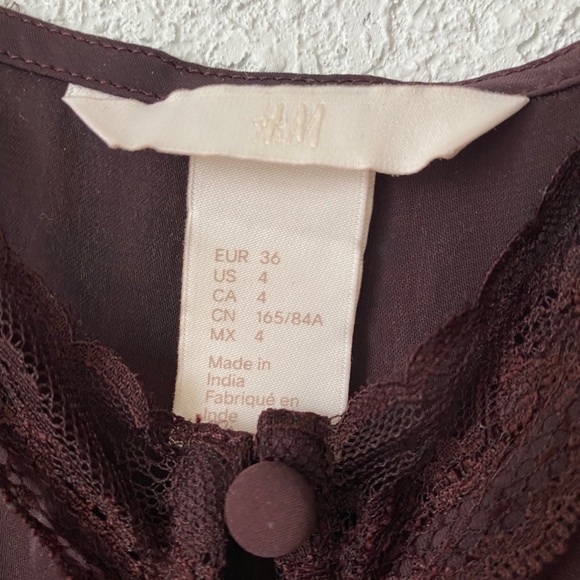 H&M
EUR 36
US 4
CA 4
CN 165/84A
MX 4
Made in
India
Fabriqué en
Inde